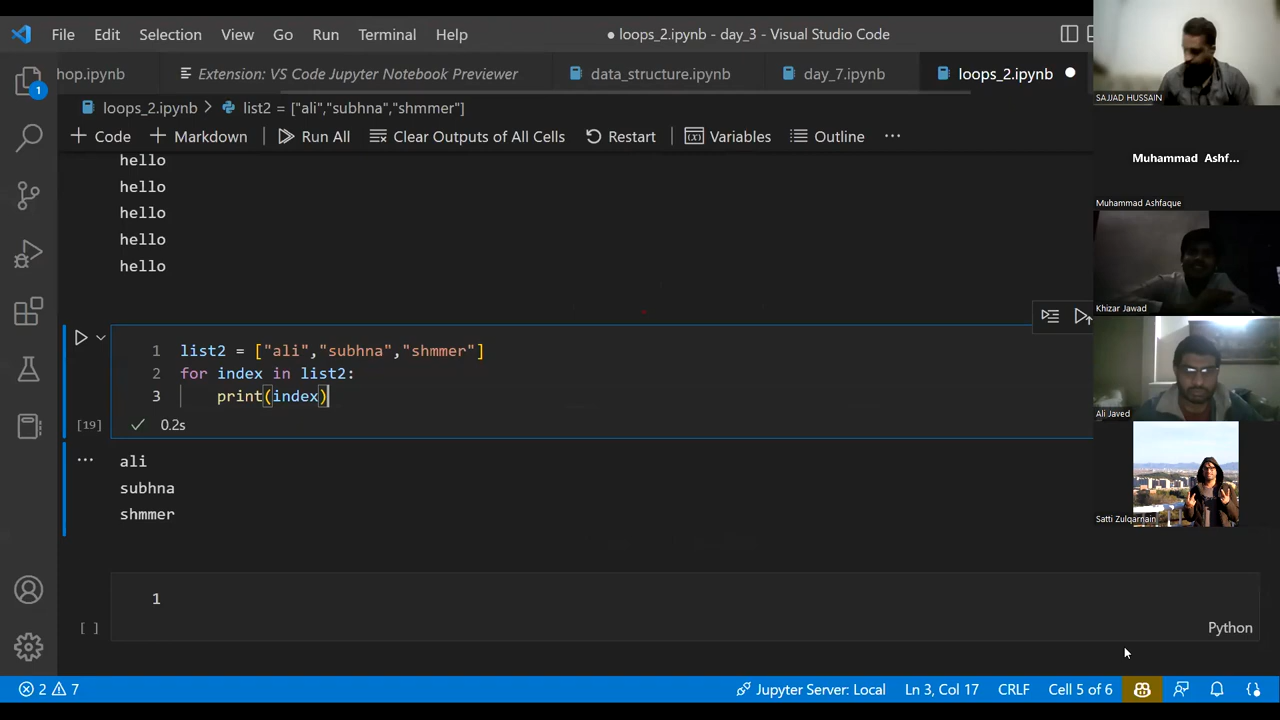 File Edit Selection View Go Run Terminal Help
● loops_2.ipynb - day_3 - Visual Studio Code
hop.ipynb
Extension: VS Code Jupyter Notebook Previewer
data_structure.ipynb
day_7.ipynb
loops_2.ipynb
loops_2.ipynb > list2 = ["ali","subhna","shmmer"]
+ Code + Markdown Run All Clear Outputs of All Cells Restart (x) Variables Outline ...
hello
hello
hello
hello
hello
1 list2 = ["ali","subhna","shmmer"]
2 for index in list2:
3 print(index)
[19] ✓ 0.2s
... ali
subhna
shmmer
1
[ ]
Python
1
2 7
Jupyter Server: Local
Ln 3, Col 17
CRLF
Cell 5 of 6
SAJJAD HUSSAIN
Muhammad Ashf...
Muhammad Ashfaque
Khizar Jawad
Ali Javed
Satti Zulqarnain